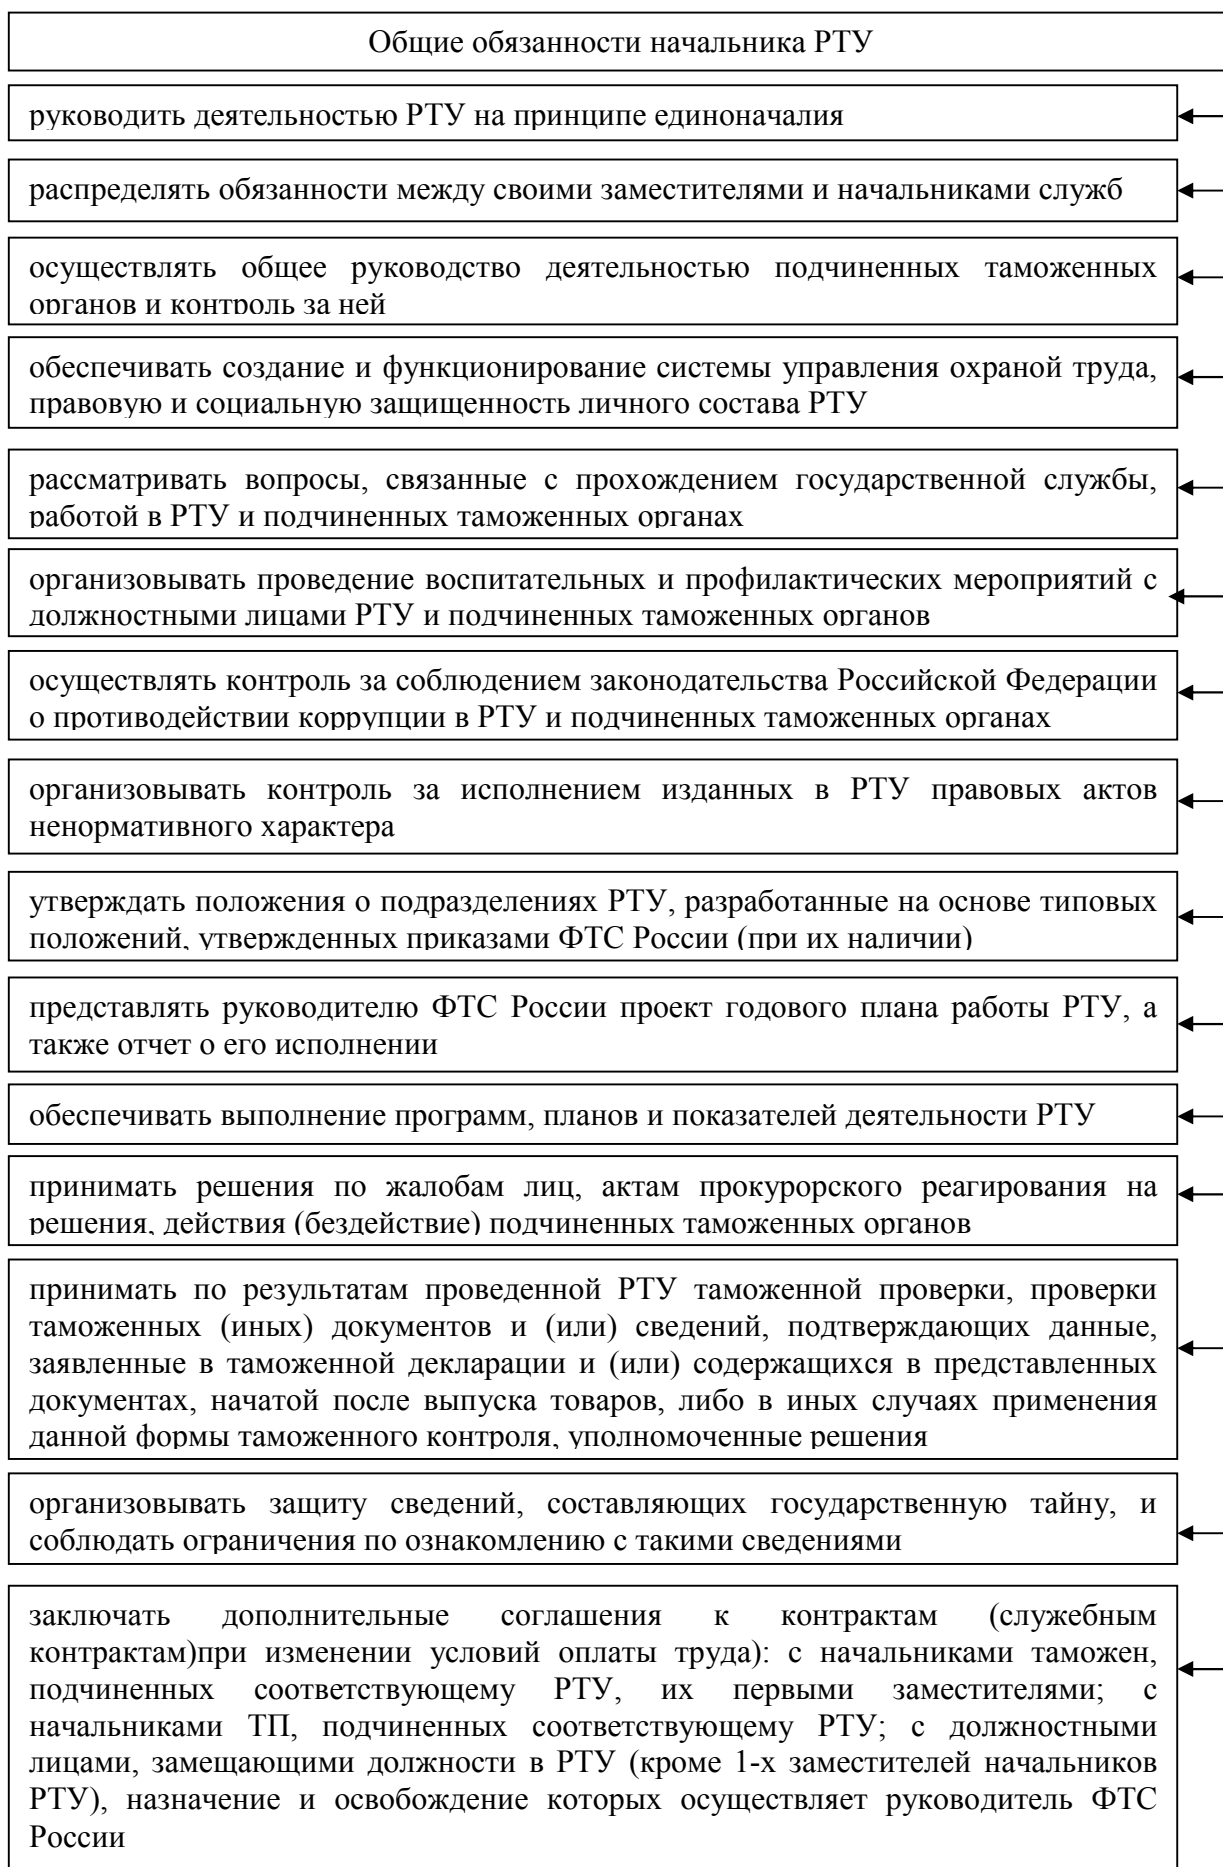 Общие обязанности начальника РТУ
руководить деятельностью РТУ на принципе единоначалия
распределять обязанности между своими заместителями и начальниками служб
осуществлять общее руководство деятельностью подчиненных таможенных
органов и контроль за ней
обеспечивать создание и функционирование системы управления охраной труда,
правовую и социальную защищенность личного состава РТУ
рассматривать вопросы, связанные с прохождением государственной службы,
работой в РТУ и подчиненных таможенных органах
организовывать проведение воспитательных и профилактических мероприятий с
должностными лицами РТУ и подчиненных таможенных органов
осуществлять контроль за соблюдением законодательства Российской Федерации
о противодействии коррупции в РТУ и подчиненных таможенных органах
организовывать контроль за исполнением изданных в РТУ правовых актов
ненормативного характера
утверждать положения о подразделениях РТУ, разработанные на основе типовых
положений, утвержденных приказами ФТС России (при их наличии)
представлять руководителю ФТС России проект годового плана работы РТУ, а
также отчет о его исполнении
обеспечивать выполнение программ, планов и показателей деятельности РТУ
принимать решения по жалобам лиц, актам прокурорского реагирования на
решения, действия (бездействие) подчиненных таможенных органов
принимать по результатам проведенной РТУ таможенной проверки, проверки
таможенных (иных) документов и (или) сведений, подтверждающих данные,
заявленные в таможенной декларации и (или) содержащихся в представленных
документах, начатой после выпуска товаров, либо в иных случаях применения
данной формы таможенного контроля, уполномоченные решения
организовывать защиту сведений, составляющих государственную тайну, и
соблюдать ограничения по ознакомлению с такими сведениями
заключать дополнительные соглашения к контрактам (служебным
контрактам)при изменении условий оплаты труда): с начальниками таможен,
подчиненных соответствующему РТУ, их первыми заместителями; с
начальниками ТП, подчиненных соответствующему РТУ; с должностными
лицами, замещающими должности в РТУ (кроме 1-х заместителей начальников
РТУ), назначение и освобождение которых осуществляет руководитель ФТС
России